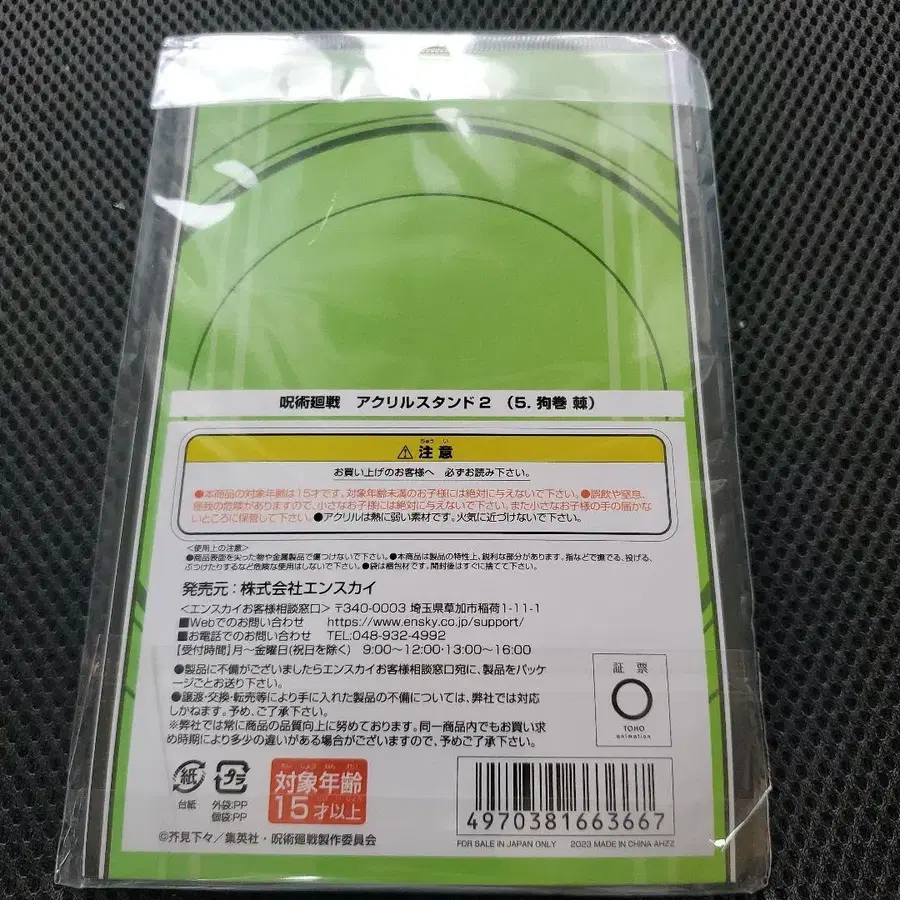 呪術廻戦 アクリルスタンド2 (5. 狗巻 棘)
ちゅう い
⚠注意
お買い上げのお客様へ 必ずお読み下さい。
●本商品の対象年齢は15才です。対象年齢未満のお子様には絶対に与えないで下さい。●誤飲や窒息、
怪我の危険がありますので、小さなお子様には絶対に与えないで下さい。また小さなお子様の手の届かな
いところに保管して下さい。●アクリルは熱に弱い素材です。火気に近づけないで下さい。
<使用上の注意>
●商品表面を尖った物や金属製品で傷つけないで下さい。●本商品は製品の特性上、鋭利な部分があります。指などで撫でる、投げる、
ぶつけたりするなど危険な使用はしないで下さい。●袋は梱包材です。開封後はすぐに捨てて下さい。
発売元:株式会社エンスカイ
<エンスカイお客様相談窓口> 〒340-0003 埼玉県草加市稲荷1-11-1
■Webでのお問い合わせ https://www.ensky.co.jp/support/
■お電話でのお問い合わせ TEL:048-932-4992
【受付時間】月～金曜日(祝日を除く) 9:00～12:00・13:00～16:00
●製品に不備がございましたらエンスカイお客様相談窓口宛に、製品をパッケ
ージごとお送り下さい。
●譲渡・交換・転売等により手に入れた製品の不備については、弊社では対応
しかねます。予め、ご了承下さい。
※弊社では常に商品の品質向上に努めております。同一商品内でもお買い求
め時期により多少の違いがある場合がございますので、予めご了承下さい。
証票
TOHO
animation
紙
台紙
プラ
外袋:PP
個袋:PP
たい しょう ねん れい
対象年齢
さい い じょう
15才以上
4970381663667
©芥見下々/集英社・呪術廻戦製作委員会
FOR SALE IN JAPAN ONLY 2023 MADE IN CHINA AHZZ